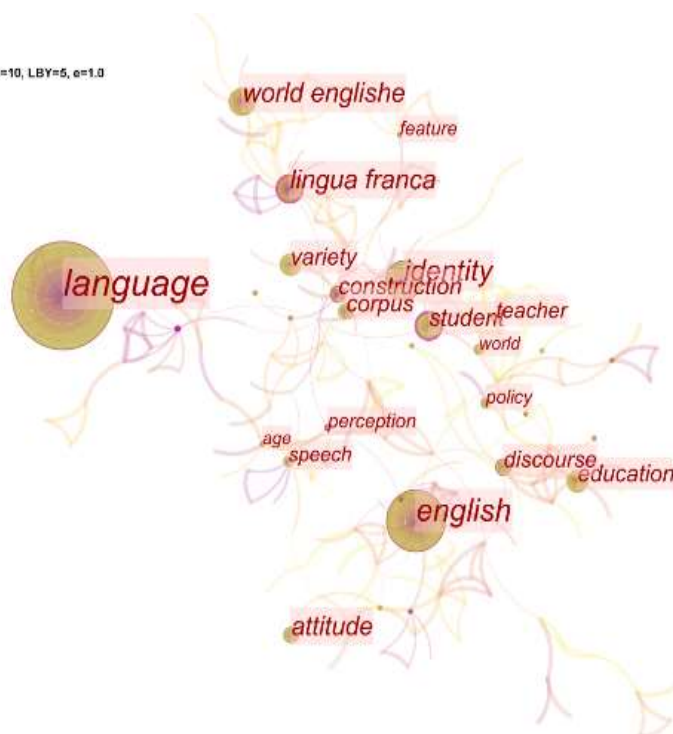 =10, LBY=5, e=1.0
world englishe
feature
lingua franca
variety
identity
language
construction
corpus
teacher
student
world
policy
perception
age
speech
discourse
education
english
attitude